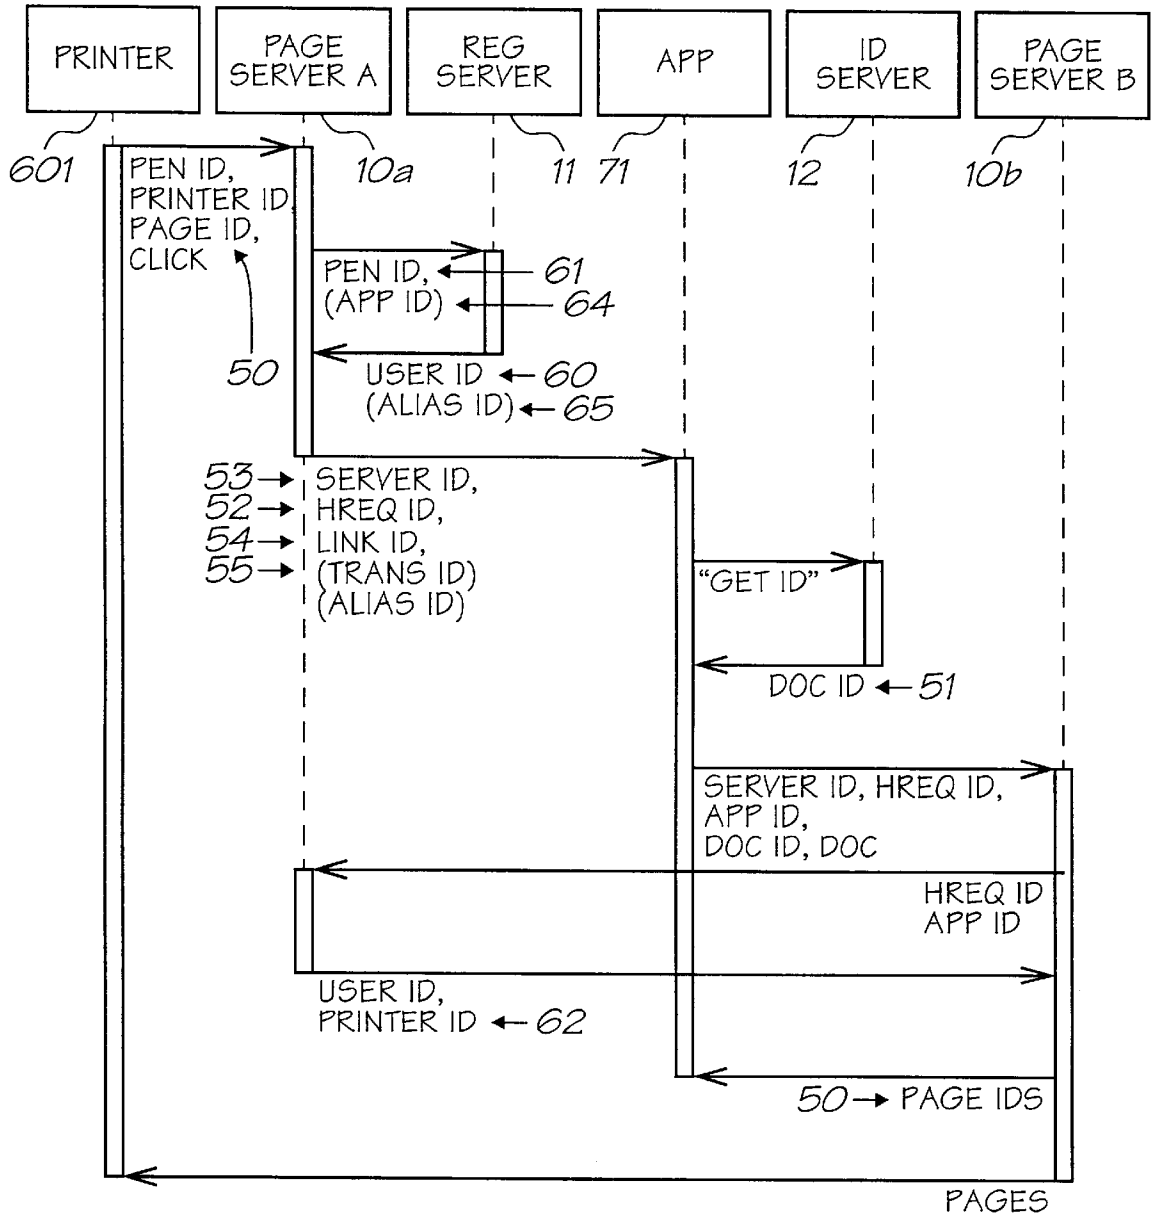 PRINTER
PAGE
SERVER A
REG
SERVER
APP
ID
SERVER
PAGE
SERVER B
601
10a
11
71
12
10b
PEN ID,
PRINTER ID
PAGE ID,
CLICK
50
PEN ID,
61
(APP ID)
64
USER ID
60
(ALIAS ID)
65
53
SERVER ID,
52
HREQ ID,
54
LINK ID,
55
(TRANS ID)
(ALIAS ID)
“GET ID”
DOC ID
51
SERVER ID, HREQ ID,
APP ID,
DOC ID, DOC
HREQ ID
APP ID
USER ID,
PRINTER ID
62
50
PAGE IDS
PAGES